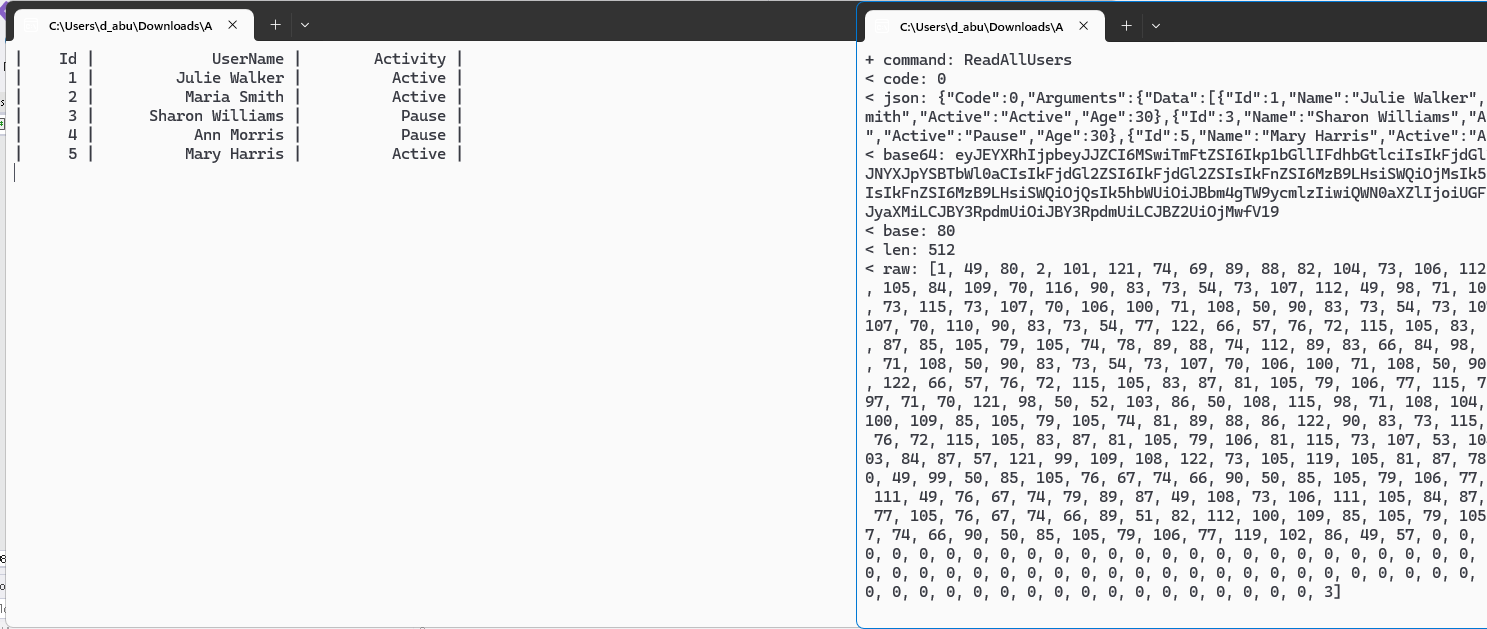 C:\Users\d_abu\Downloads\A
| Id | UserName | Activity |
| 1 | Julie Walker | Active |
| 2 | Maria Smith | Active |
| 3 | Sharon Williams | Pause |
| 4 | Ann Morris | Pause |
| 5 | Mary Harris | Active |
C:\Users\d_abu\Downloads\A
+ command: ReadAllUsers
< code: 0
< json: {"Code":0,"Arguments":{"Data":[{"Id":1,"Name":"Julie Walker",
mith","Active":"Active","Age":30},{"Id":3,"Name":"Sharon Williams","A
","Active":"Pause","Age":30},{"Id":5,"Name":"Mary Harris","Active":"A
< base64: eyJEYXRhIjpbeyJJZCI6MSwiTmFtZSI6Ikp1bGllIFdhbGtlciIsIkFjdGl
JNYXJpYSBTbWl0aCIsIkFjdGl2ZSI6IkFjdGl2ZSIsIkFnZSI6MzB9LHsiSWQiOjMsIk5
IsIkFnZSI6MzB9LHsiSWQiOjQsIk5hbWUiOiJBbm4gTW9ycmlzIiwiQWN0aXZlIjoiUGF
JyaXMiLCJBY3RpdmUiOiJBY3RpdmUiLCJBZ2UiOjMwfV19
< base: 80
< len: 512
< raw: [1, 49, 80, 2, 101, 121, 74, 69, 89, 88, 82, 104, 73, 106, 112
, 105, 84, 109, 70, 116, 90, 83, 73, 54, 73, 107, 112, 49, 98, 71, 10
, 73, 115, 73, 107, 70, 106, 100, 71, 108, 50, 90, 83, 73, 54, 73, 10
107, 70, 110, 90, 83, 73, 54, 77, 122, 66, 57, 76, 72, 115, 105, 83,
, 87, 85, 105, 79, 105, 74, 78, 89, 88, 74, 112, 89, 83, 66, 84, 98,
, 71, 108, 50, 90, 83, 73, 54, 73, 107, 70, 106, 100, 71, 108, 50, 90
, 122, 66, 57, 76, 72, 115, 105, 83, 87, 81, 105, 79, 106, 77, 115, 7
97, 71, 70, 121, 98, 50, 52, 103, 86, 50, 108, 115, 98, 71, 108, 104,
100, 109, 85, 105, 79, 105, 74, 81, 89, 88, 86, 122, 90, 83, 73, 115,
76, 72, 115, 105, 83, 87, 81, 105, 79, 106, 81, 115, 73, 107, 53, 10
03, 84, 87, 57, 121, 99, 109, 108, 122, 73, 105, 119, 105, 81, 87, 78
0, 49, 99, 50, 85, 105, 76, 67, 74, 66, 90, 50, 85, 105, 79, 106, 77,
111, 49, 76, 67, 74, 79, 89, 87, 49, 108, 73, 106, 111, 105, 84, 87,
77, 105, 76, 67, 74, 66, 89, 51, 82, 112, 100, 109, 85, 105, 79, 105
7, 74, 66, 90, 50, 85, 105, 79, 106, 77, 119, 102, 86, 49, 57, 0, 0,
0, 0, 0, 0, 0, 0, 0, 0, 0, 0, 0, 0, 0, 0, 0, 0, 0, 0, 0, 0, 0, 0, 0,
0, 0, 0, 0, 0, 0, 0, 0, 0, 0, 0, 0, 0, 0, 0, 0, 0, 0, 0, 0, 0, 0, 0,
0, 0, 0, 0, 0, 0, 0, 0, 0, 0, 0, 0, 0, 0, 0, 0, 0, 3]